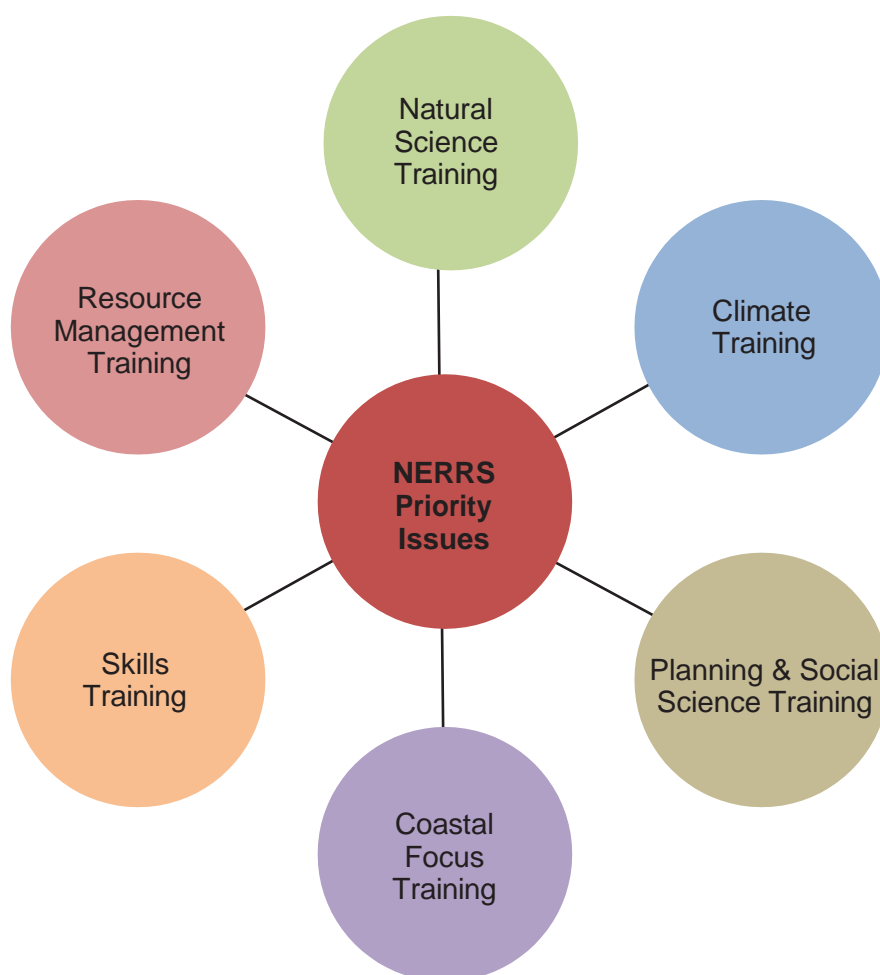 Natural
Science
Training
Resource
Management
Training
Climate
Training
NERRS
Priority
Issues
Skills
Training
Planning & Social
Science Training
Coastal
Focus
Training